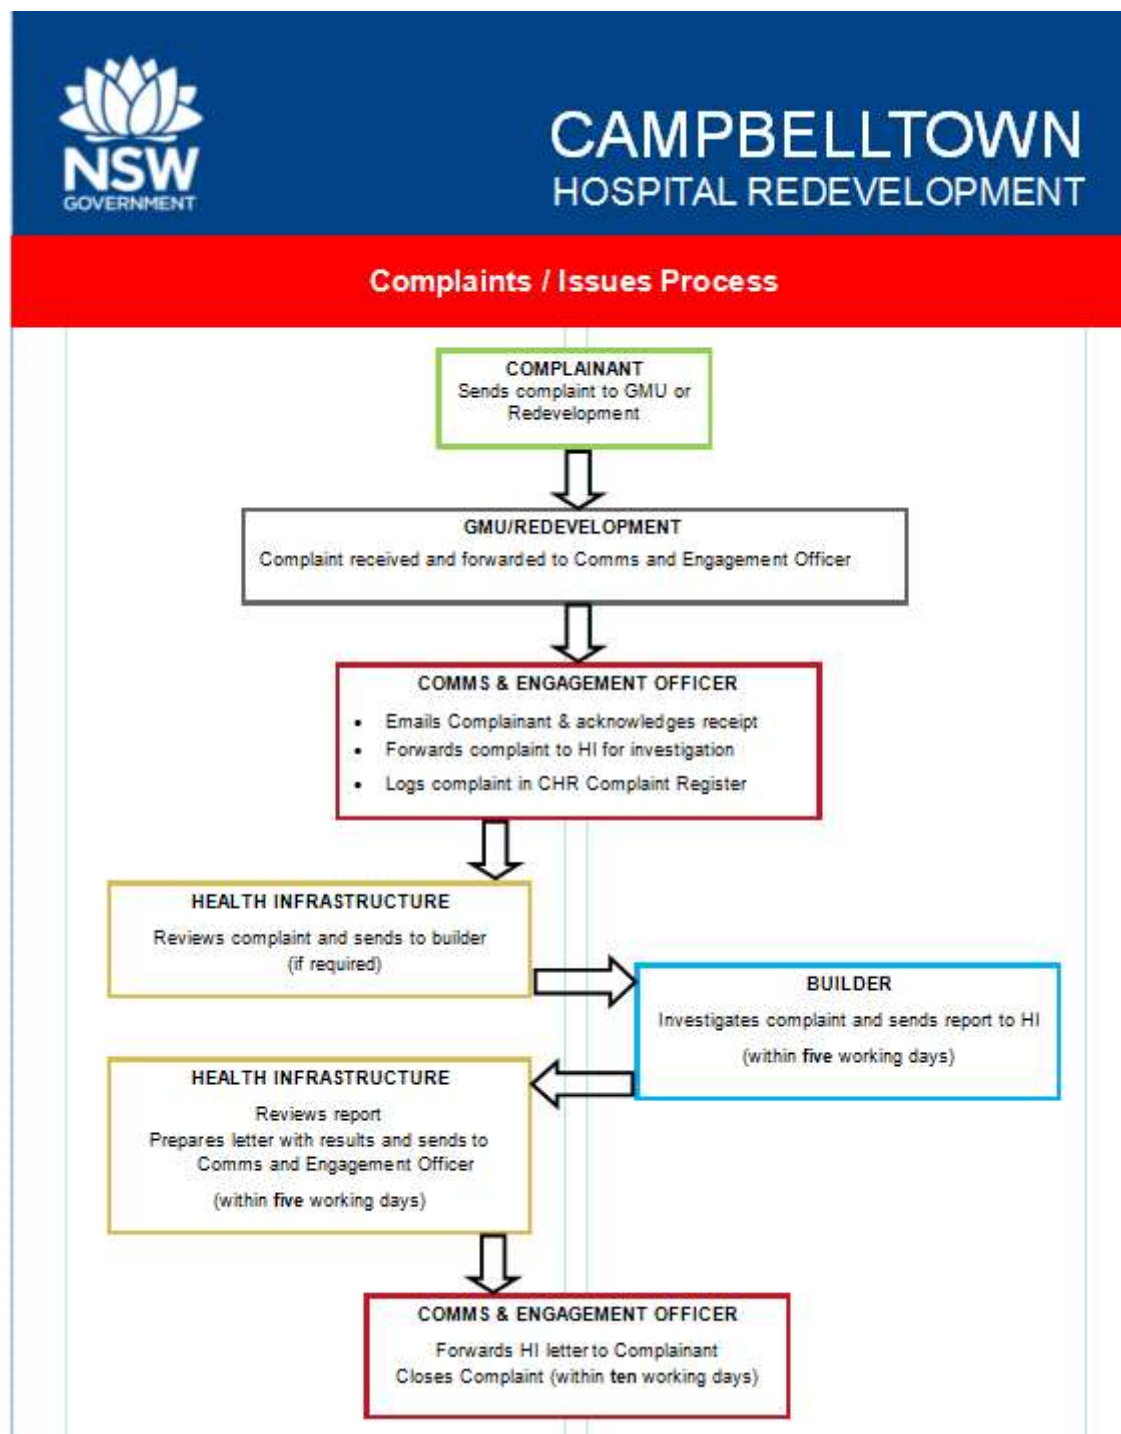 NSW
GOVERNMENT
CAMPBELLTOWN
HOSPITAL REDEVELOPMENT
Complaints / Issues Process
COMPLAINANT
Sends complaint to GMU or
Redevelopment
GMU/REDEVELOPMENT
Complaint received and forwarded to Comms and Engagement Officer
COMMS & ENGAGEMENT OFFICER
• Emails Complainant & acknowledges receipt
• Forwards complaint to HI for investigation
• Logs complaint in CHR Complaint Register
HEALTH INFRASTRUCTURE
Reviews complaint and sends to builder
(if required)
BUILDER
Investigates complaint and sends report to HI
(within five working days)
HEALTH INFRASTRUCTURE
Reviews report
Prepares letter with results and sends to
Comms and Engagement Officer
(within five working days)
COMMS & ENGAGEMENT OFFICER
Forwards HI letter to Complainant
Closes Complaint (within ten working days)